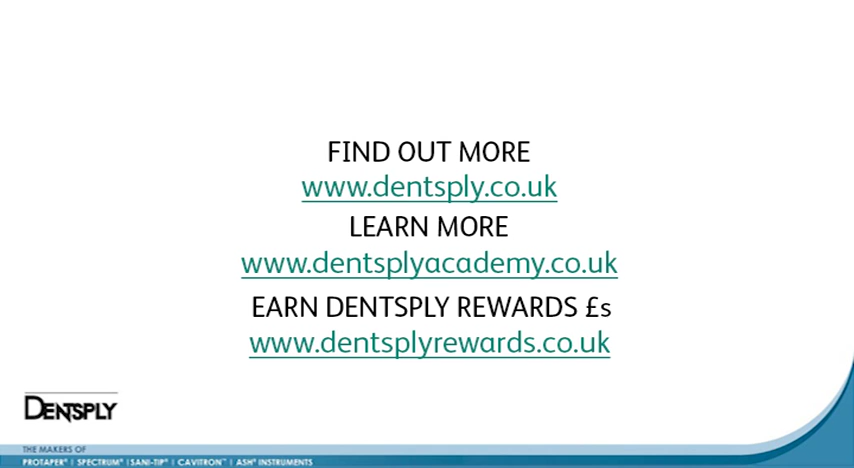 FIND OUT MORE
www.dentsply.co.uk
LEARN MORE
www.dentsplyacademy.co.uk
EARN DENTSPLY REWARDS £s
www.dentsplyrewards.co.uk
DENTSPLY
THE MAKERS OF
PROTAPER® | SPECTRUM® | SANI-TIP® | CAVITRON™ | ASH® INSTRUMENTS